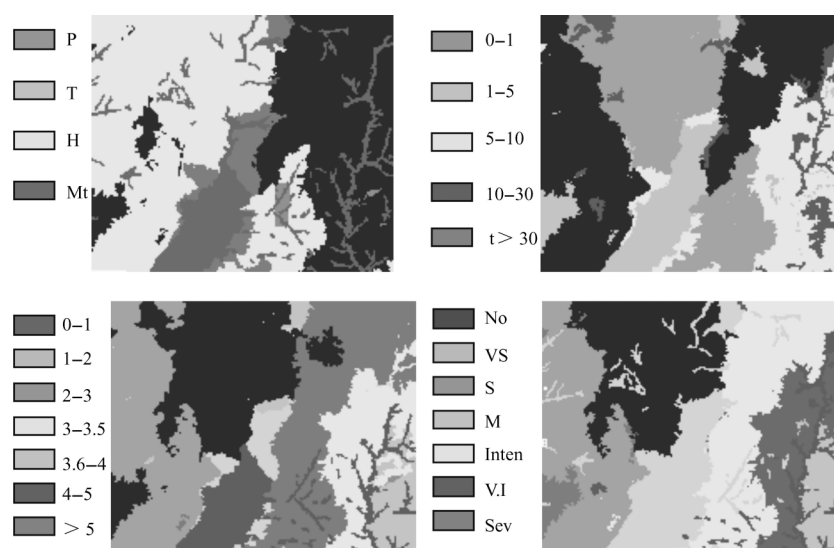 P
T
H
Mt
0–1
1–5
5–10
10–30
t > 30
0–1
1–2
2–3
3–3.5
3.6–4
4–5
> 5
No
VS
S
M
Inten
V.I
Sev